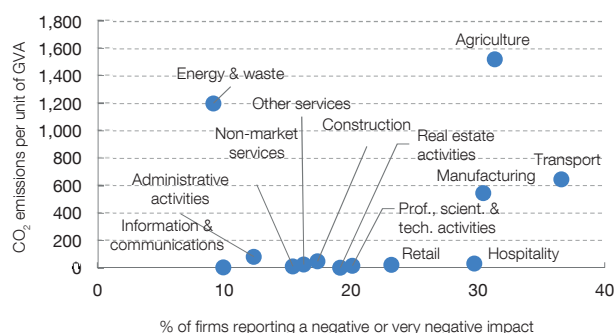 CO2 emissions per unit of GVA
1,800
1,600
1,400
1,200
1,000
800
600
400
200
0
Agriculture
Energy & waste
Other services
Construction
Non-market
services
Real estate
activities
Transport
Manufacturing
Administrative
activities
Prof., scient. &
tech. activities
Information &
communications
Retail
Hospitality
0
10
20
30
40
% of firms reporting a negative or very negative impact